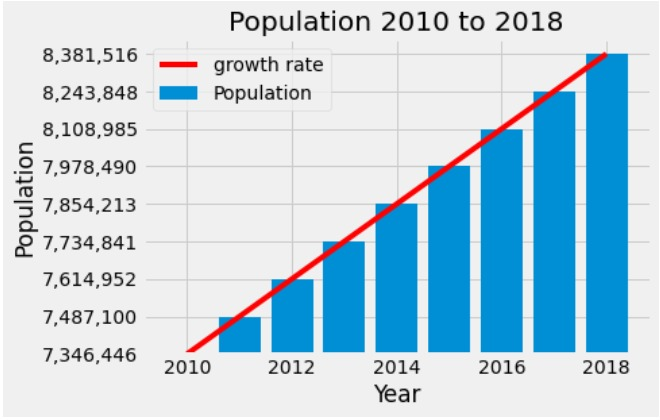 Population 2010 to 2018
growth rate
Population
8,381,516
8,243,848
8,108,985
7,978,490
7,854,213
7,734,841
7,614,952
7,487,100
7,346,446
Population
2010 2012 2014 2016 2018
Year